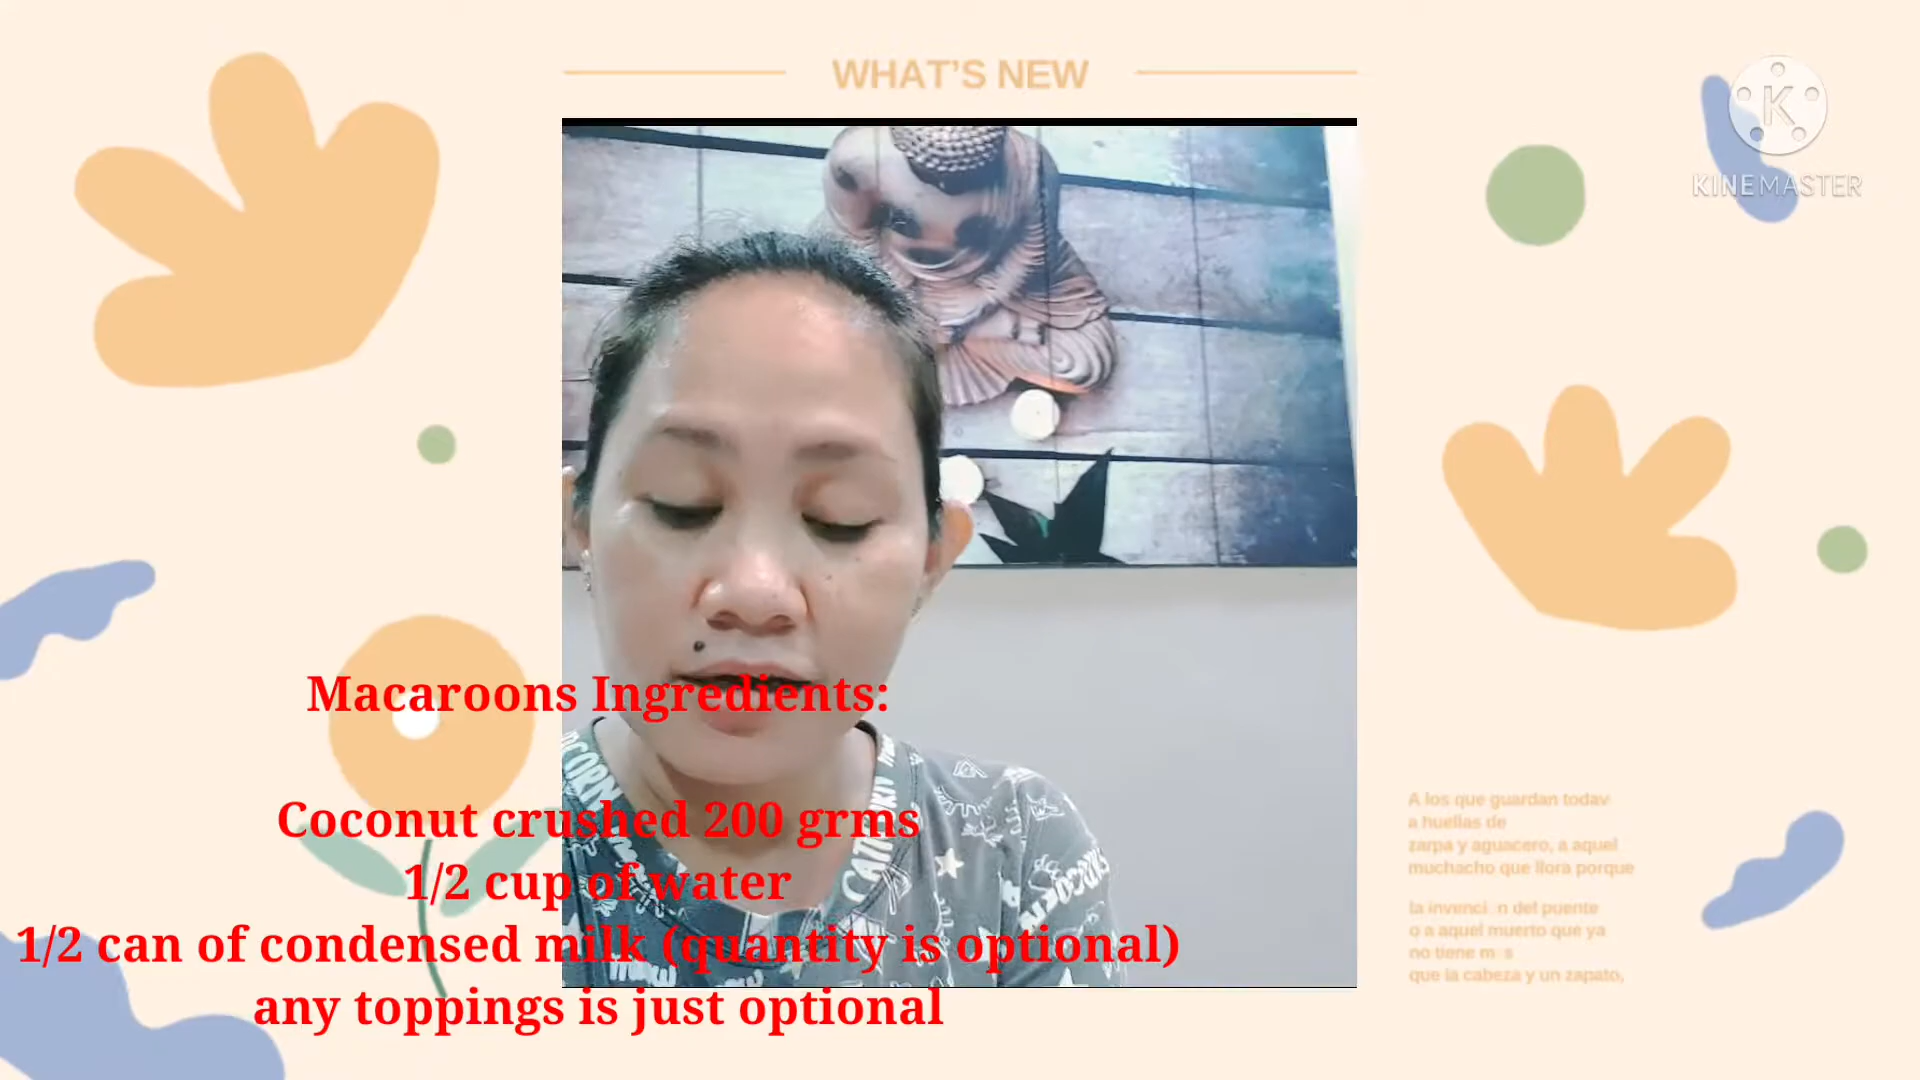 WHAT'S NEW
K
KINEMASTER
Macaroons Ingredients:
Coconut crushed 200 grms
1/2 cup of water
1/2 can of condensed milk (quantity is optional)
any toppings is just optional
A los que guardan todav
a huellas de
zarpa y aguacero, a aquel
muchacho que llora porque
la invenci n del puente
o a aquel muerto que ya
no tiene m s
que la cabeza y un zapato,